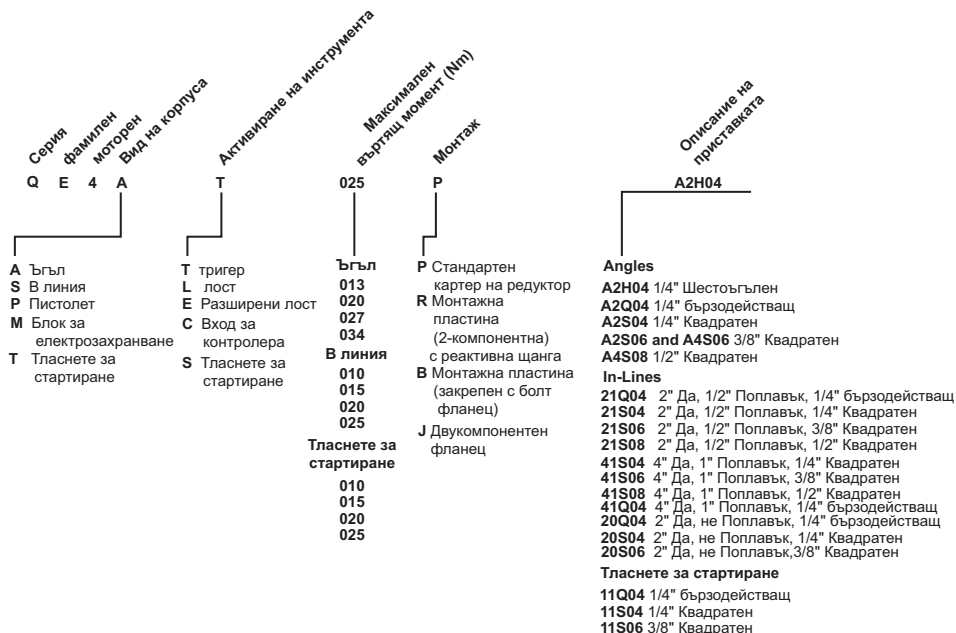 Серия
фамилен
моторен
Вид на корпуса
Активиране на инструмента
Максимален
въртящ момент (Nm)
Монтаж
Описание на
приставката
Q E 4 A T 025 P A2H04
A Ъгъл
S В линия
P Пистолет
M Блок за
електрозахранване
T Тласнете за
стартиране
T тригер
L лост
E Разширени лост
C Вход за
контролера
S Тласнете за
стартиране
Ъгъл
013
020
027
034
В линия
010
015
020
025
Тласнете за
стартиране
010
015
020
025
P Стандартен
картер на редуктор
R Монтажна
пластина
(2-компонентна)
с реактивна щанга
B Монтажна пластина
(закрепен с болт
фланец)
J Двукомпонентен
фланец
Angles
A2H04 1/4" Шестоъгълен
A2Q04 1/4" бързодействащ
A2S04 1/4" Квадратен
A2S06 and A4S06 3/8" Квадратен
A4S08 1/2" Квадратен
In-Lines
21Q04 2" Да, 1/2" Поплавък, 1/4" бързодействащ
21S04 2" Да, 1/2" Поплавък, 1/4" Квадратен
21S06 2" Да, 1/2" Поплавък, 3/8" Квадратен
21S08 2" Да, 1/2" Поплавък, 1/2" Квадратен
41S04 4" Да, 1" Поплавък, 1/4" Квадратен
41S06 4" Да, 1" Поплавък, 3/8" Квадратен
41S08 4" Да, 1" Поплавък, 1/2" Квадратен
41Q04 4" Да, 1" Поплавък, 1/4" бързодействащ
20Q04 2" Да, не Поплавък, 1/4" бързодействащ
20S04 2" Да, не Поплавък, 1/4" Квадратен
20S06 2" Да, не Поплавък,3/8" Квадратен
Тласнете за стартиране
11Q04 1/4" бързодействащ
11S04 1/4" Квадратен
11S06 3/8" Квадратен